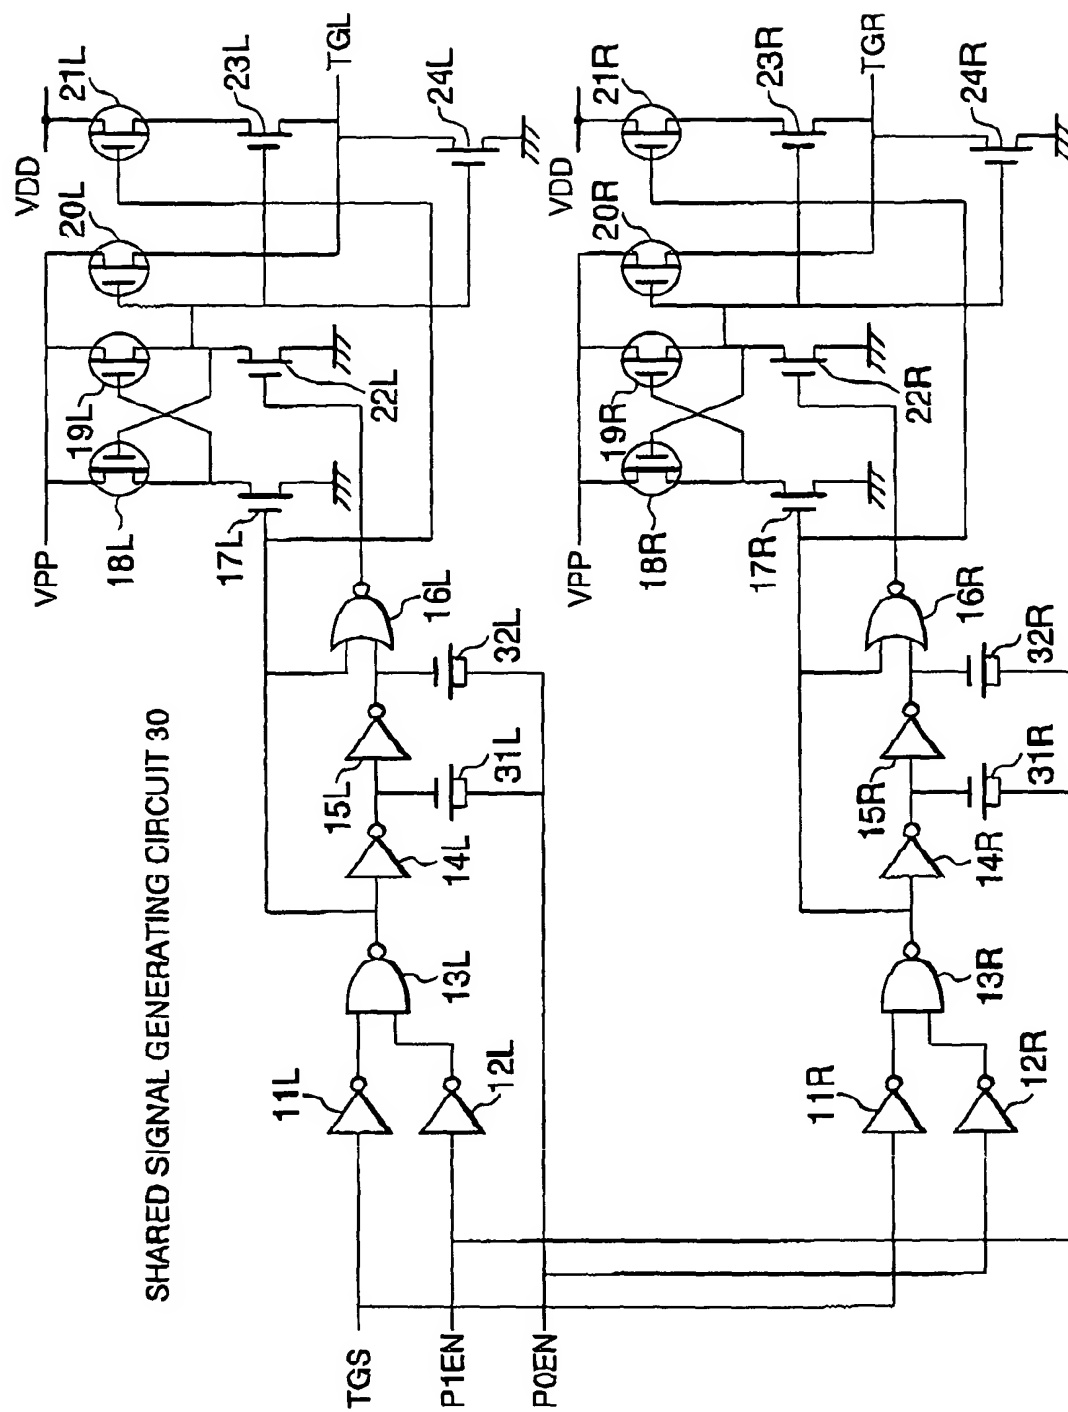 SHARED SIGNAL GENERATING CIRCUIT 30
VPP
VDD
18L
19L
20L
21L
17L
22L
23L
TGL
24L
16L
15L
14L
31L
32L
13L
11L
12L
TGS
P1EN
P0EN
VPP
VDD
18R
19R
20R
21R
17R
22R
23R
TGR
24R
16R
15R
14R
31R
32R
13R
11R
12R